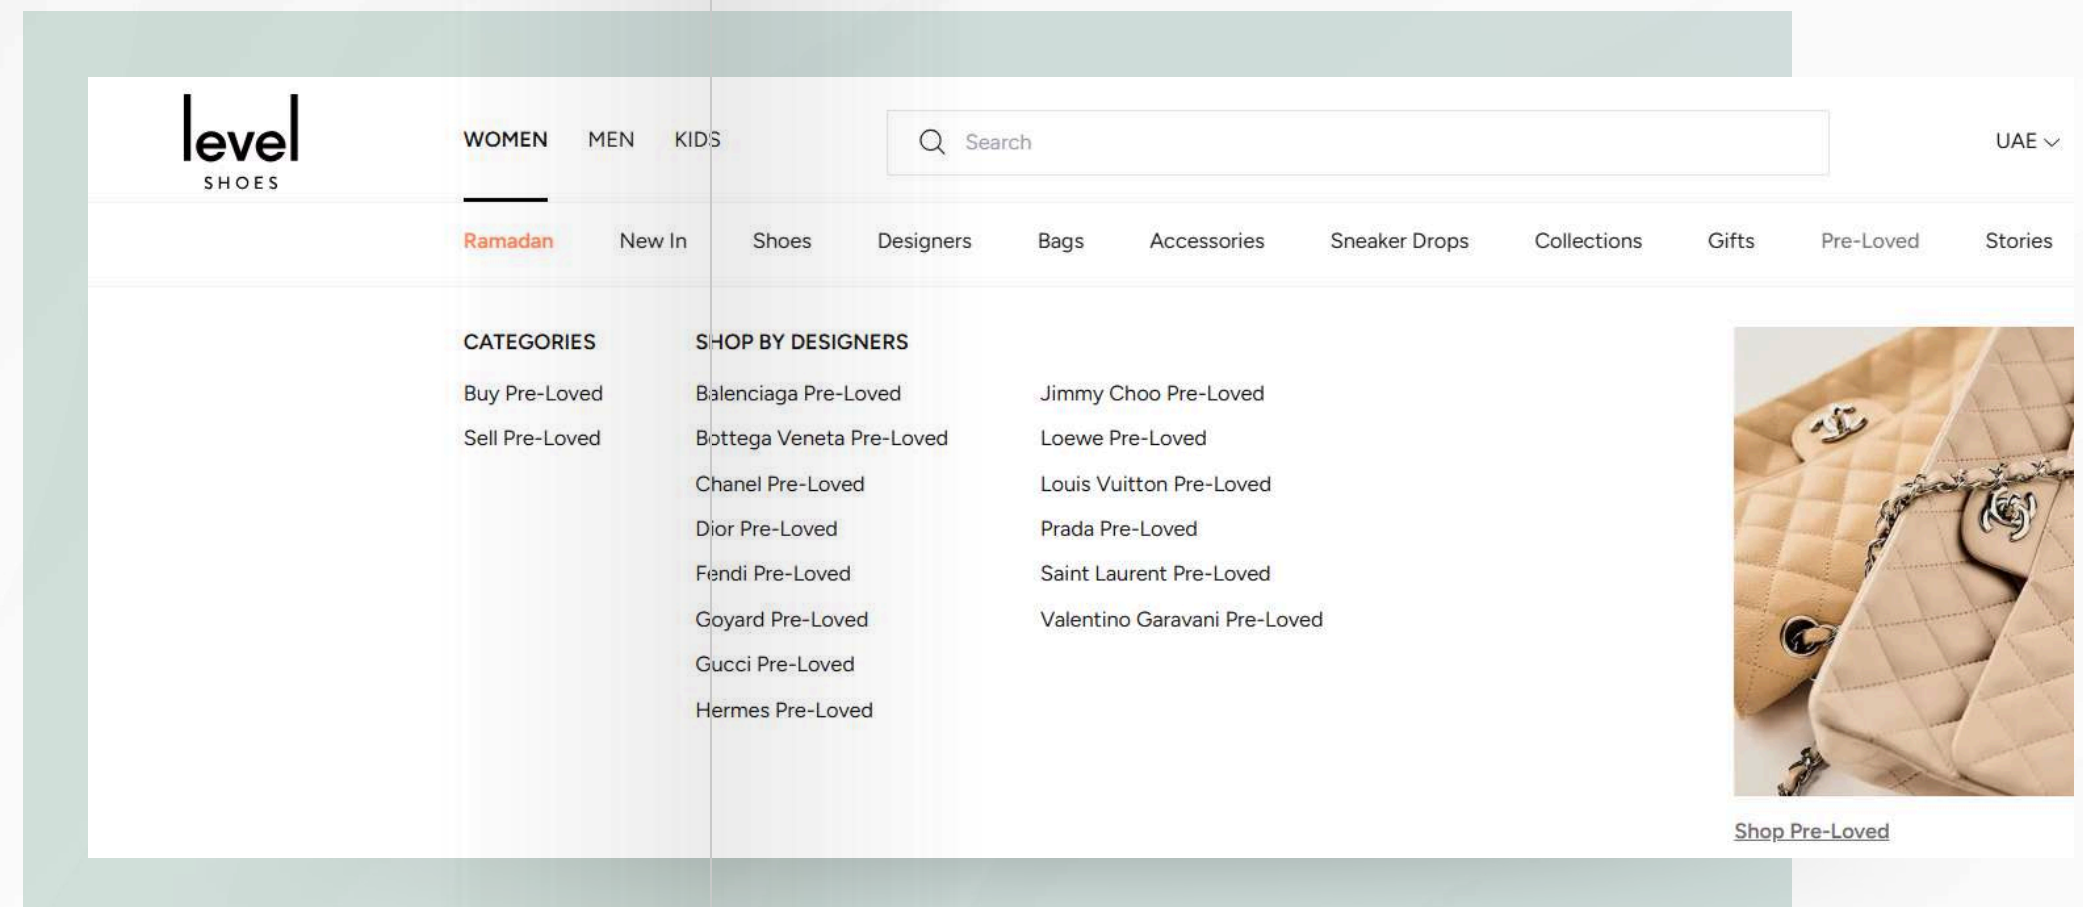 level
SHOES
WOMEN MEN KIDS
Search
UAE
Ramadan New In Shoes Designers Bags Accessories Sneaker Drops Collections Gifts Pre-Loved Stories
CATEGORIES
Buy Pre-Loved
Sell Pre-Loved
SHOP BY DESIGNERS
Balenciaga Pre-Loved
Bottega Veneta Pre-Loved
Chanel Pre-Loved
Dior Pre-Loved
Fendi Pre-Loved
Goyard Pre-Loved
Gucci Pre-Loved
Hermes Pre-Loved
Jimmy Choo Pre-Loved
Loewe Pre-Loved
Louis Vuitton Pre-Loved
Prada Pre-Loved
Saint Laurent Pre-Loved
Valentino Garavani Pre-Loved
Shop Pre-Loved